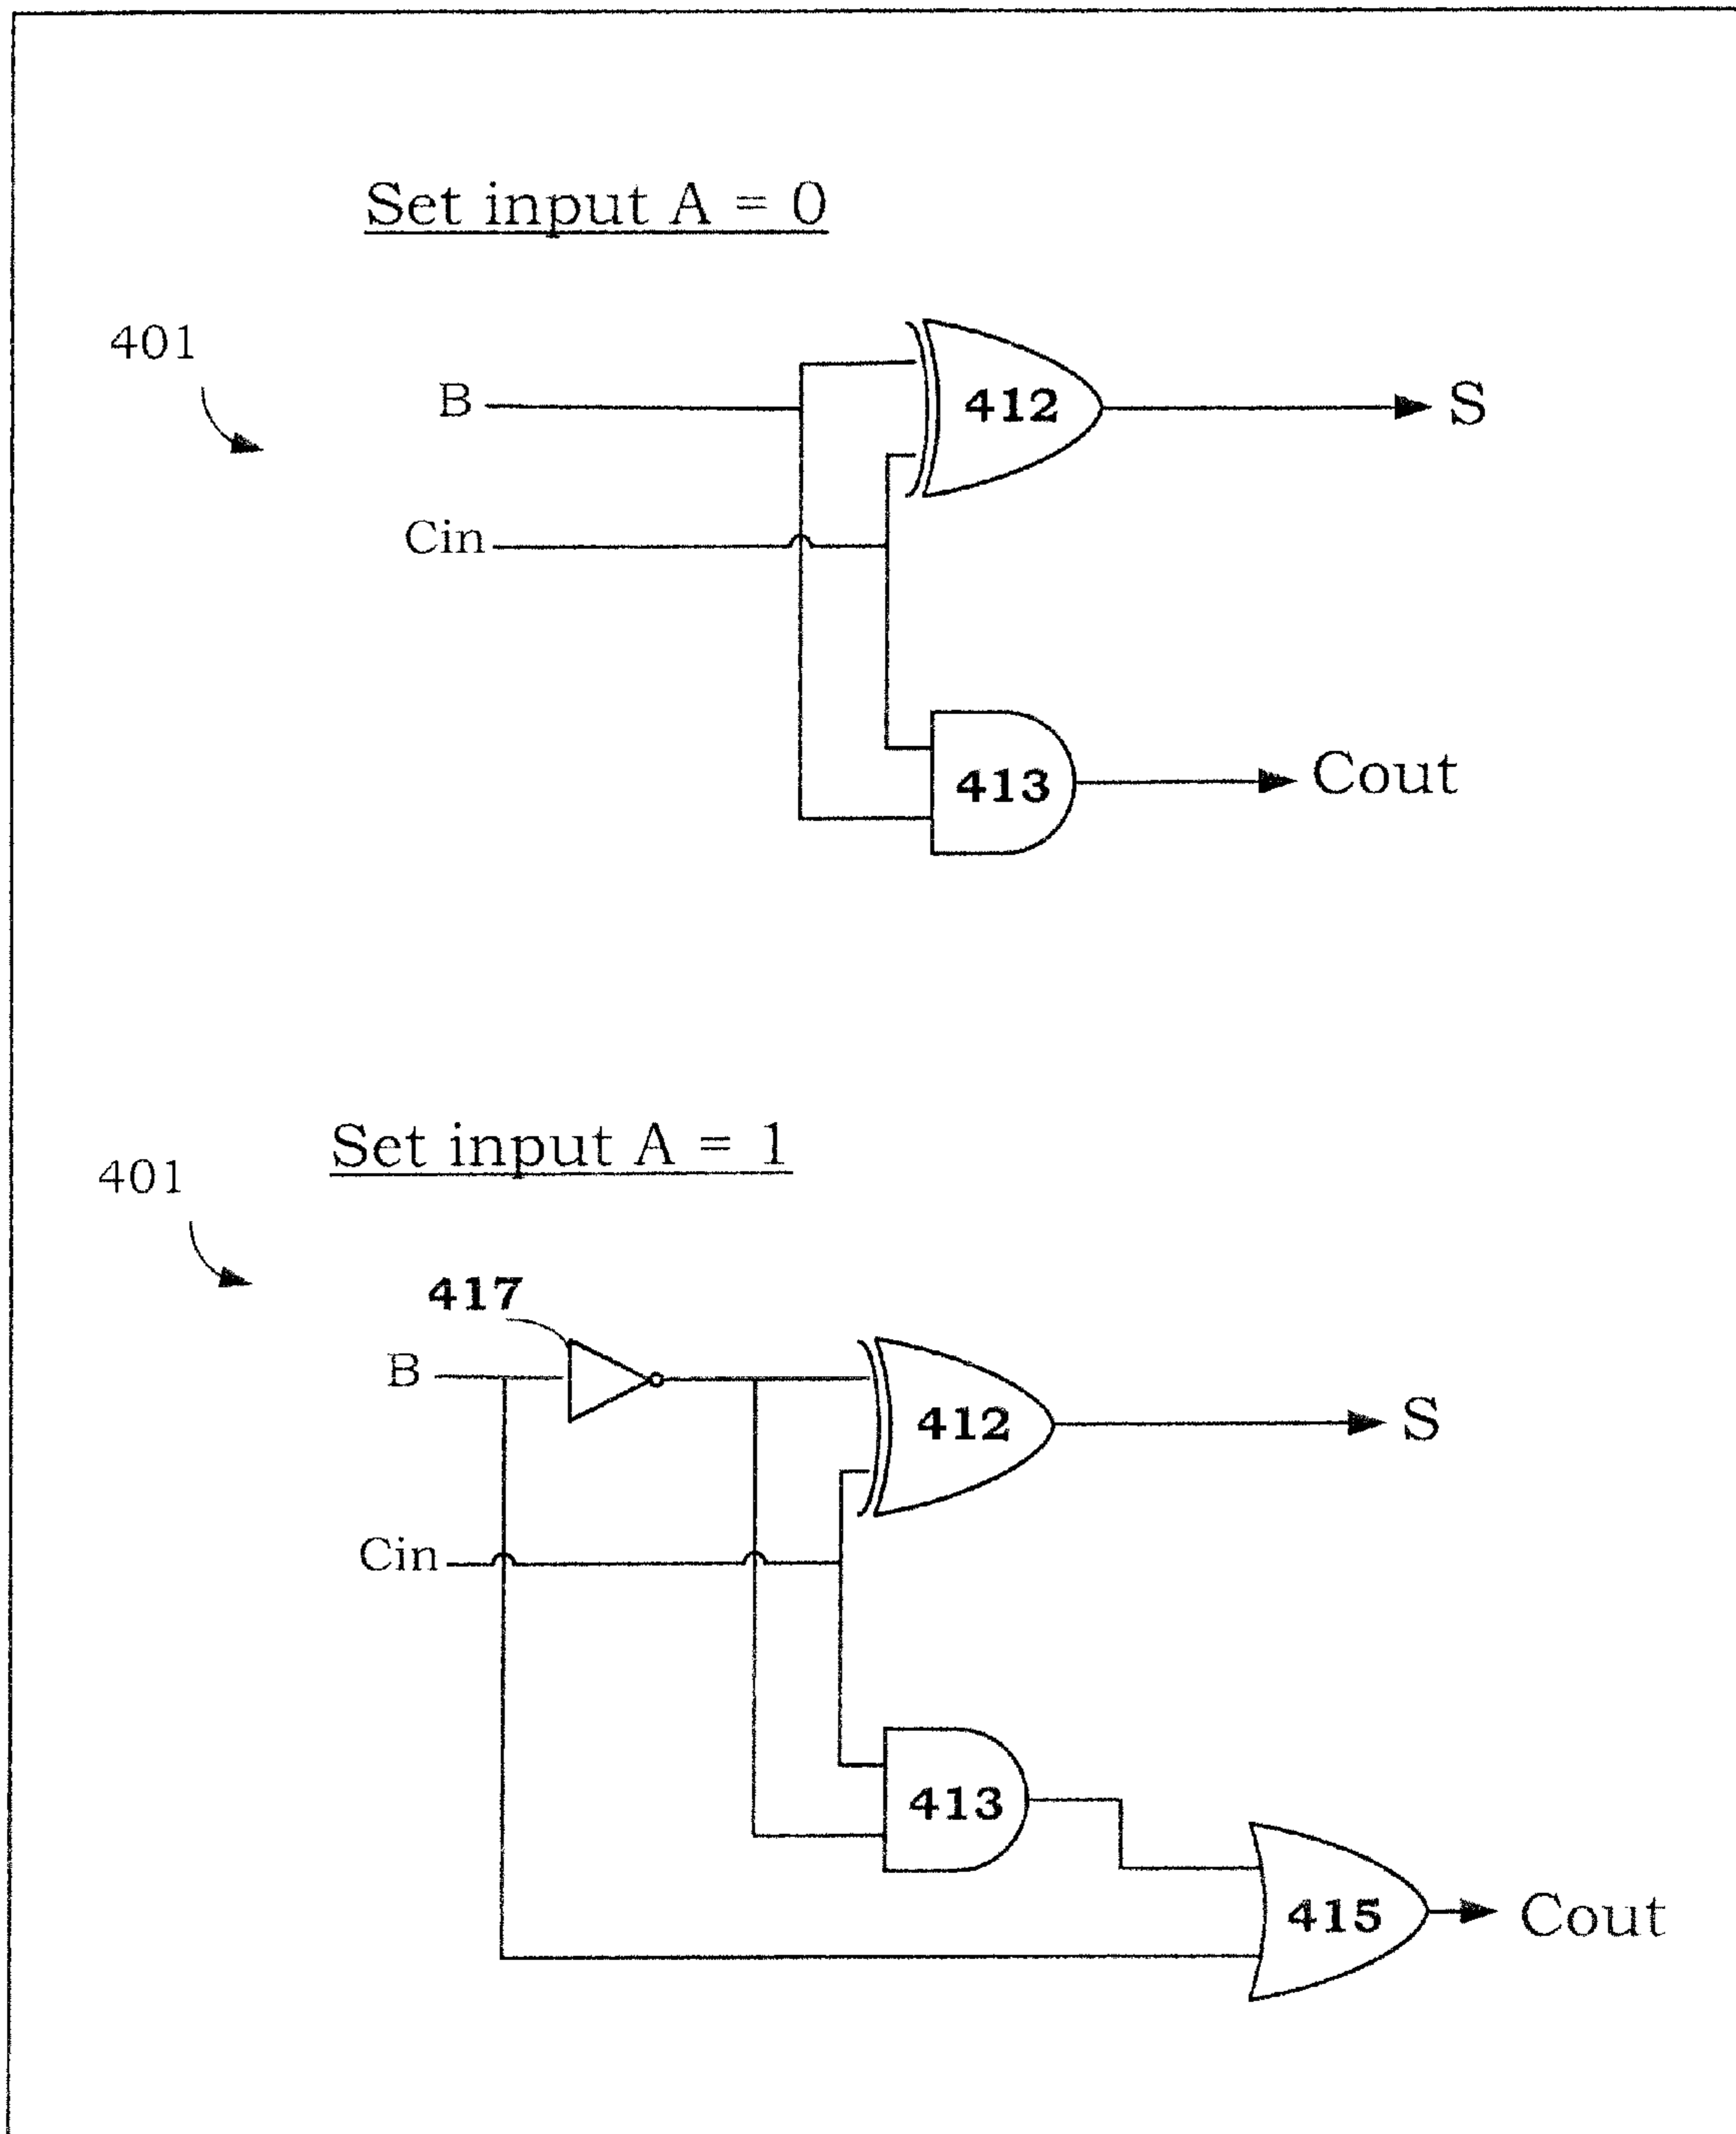 Set input A = 0
401
B
412
S
Cin
413
Cout
Set input A = 1
401
417
B
412
S
Cin
413
415
Cout